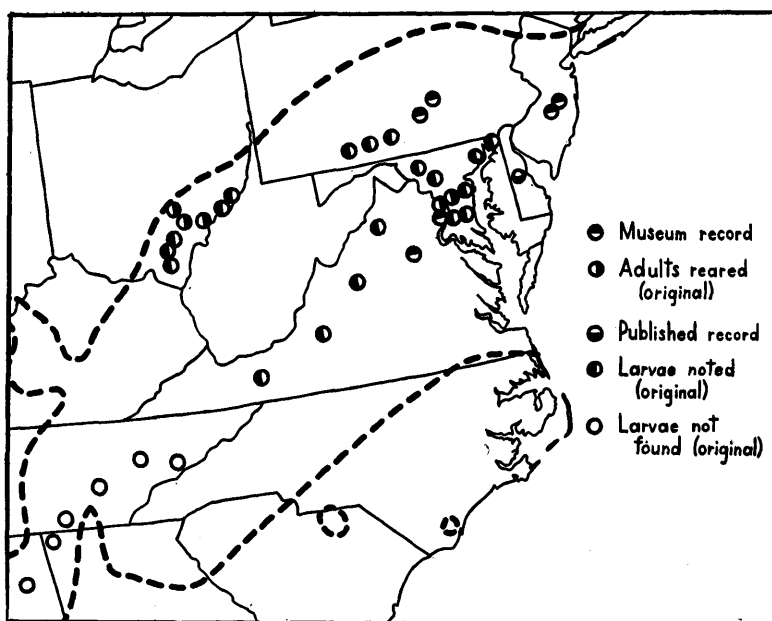 Museum record
Adults reared
(original)
Published record
Larvae noted
(original)
Larvae not
found (original)